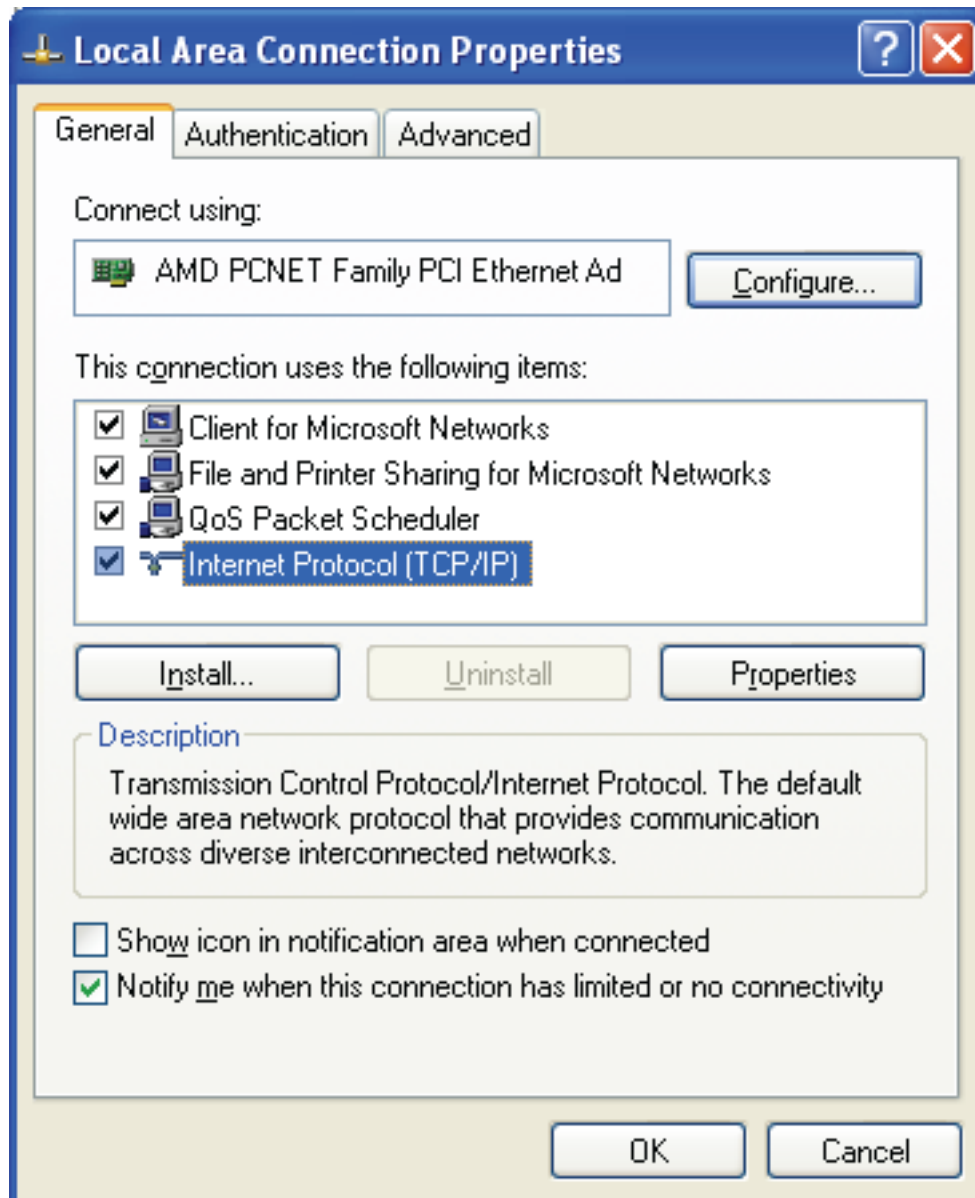 Local Area Connection Properties ?
General Authentication Advanced
Connect using:
AMD PCNET Family PCI Ethernet Ad
Configure...
This connection uses the following items:
Client for Microsoft Networks
File and Printer Sharing for Microsoft Networks
QoS Packet Scheduler
Internet Protocol (TCP/IP)
Install... Uninstall Properties
Description
Transmission Control Protocol/Internet Protocol. The default
wide area network protocol that provides communication
across diverse interconnected networks.
Show icon in notification area when connected
Notify me when this connection has limited or no connectivity
OK Cancel